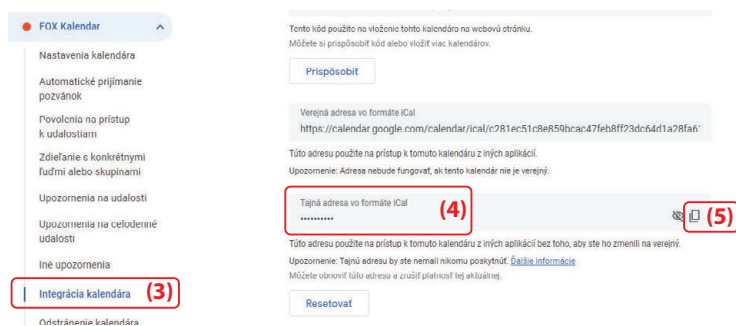 FOX Kalendar
Nastavenia kalendára
Automatické prijímanie
pozvánok
Povolenia na prístup
k udalostiam
Zdieľanie s konkrétnymi
ľuďmi alebo skupinami
Upozornenia na udalosti
Upozornenia na celodenné
udalosti
Iné upozornenia
Integrácia kalendára (3)
Odstránenie kalendára
Tento kód použite na vloženie tohto kalendára na webovú stránku.
Môžete si prispôsobiť kód alebo vložiť viac kalendárov.
Prispôsobiť
Verejná adresa vo formáte iCal
https://calendar.google.com/calendar/ical/c281ec51c8e859bcac47feb8ff23dc64d1a28fa6
Túto adresu použite na prístup k tomuto kalendáru z iných aplikácií.
Upozornenie: Adresa nebude fungovať, ak tento kalendár nie je verejný.
Tajná adresa vo formáte iCal
•••••••••• (4) (5)
Túto adresu použite na prístup k tomuto kalendáru z iných aplikácií bez toho, aby ste ho zmenili na verejný.
Upozornenie: Tajnú adresu by ste nemali nikomu poskytnúť. Ďalšie informácie
Môžete obnoviť túto adresu a zrušiť platnosť tej aktuálnej.
Resetovať